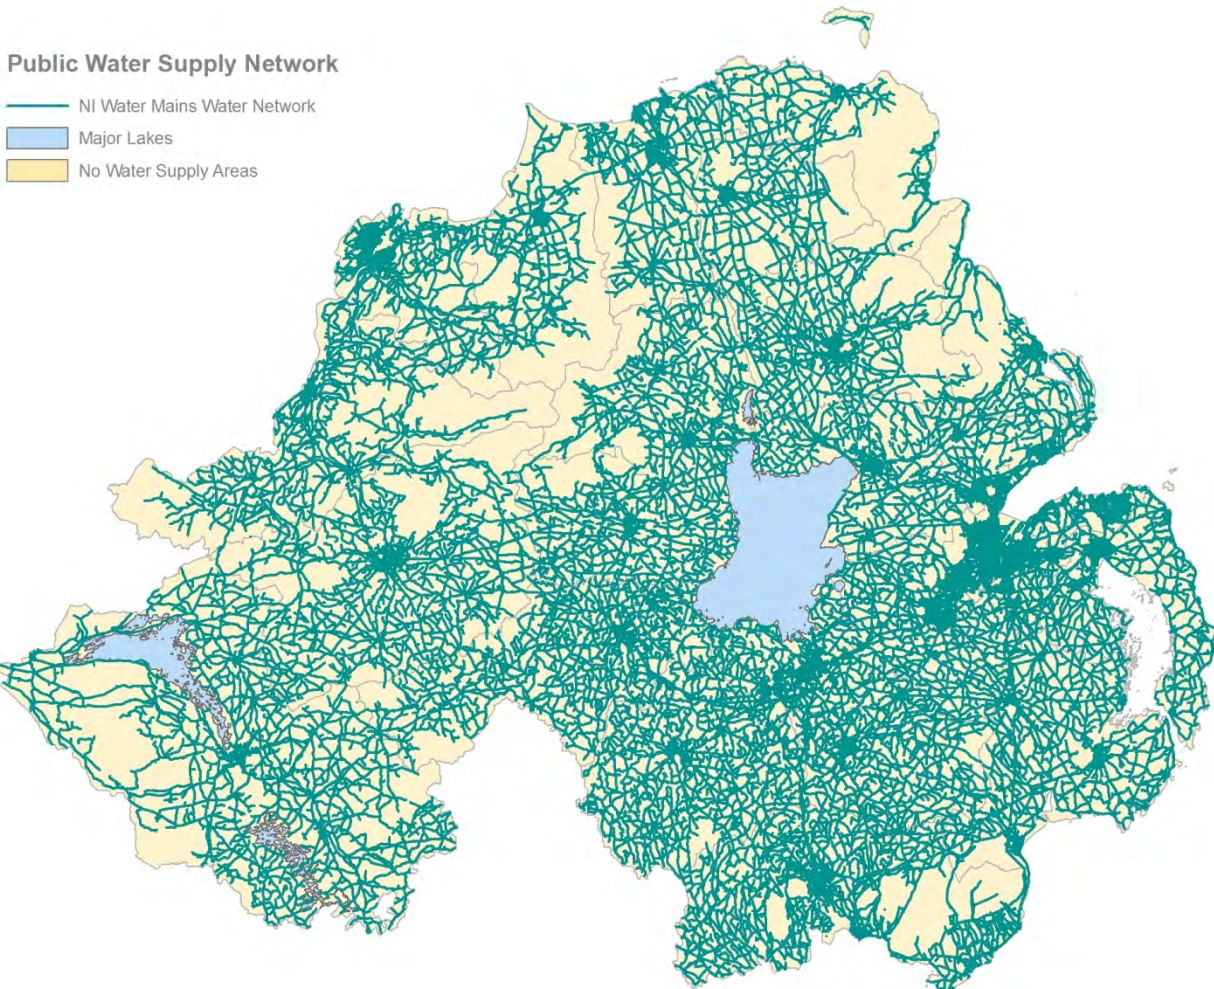 Public Water Supply Network
NI Water Mains Water Network
Major Lakes
No Water Supply Areas